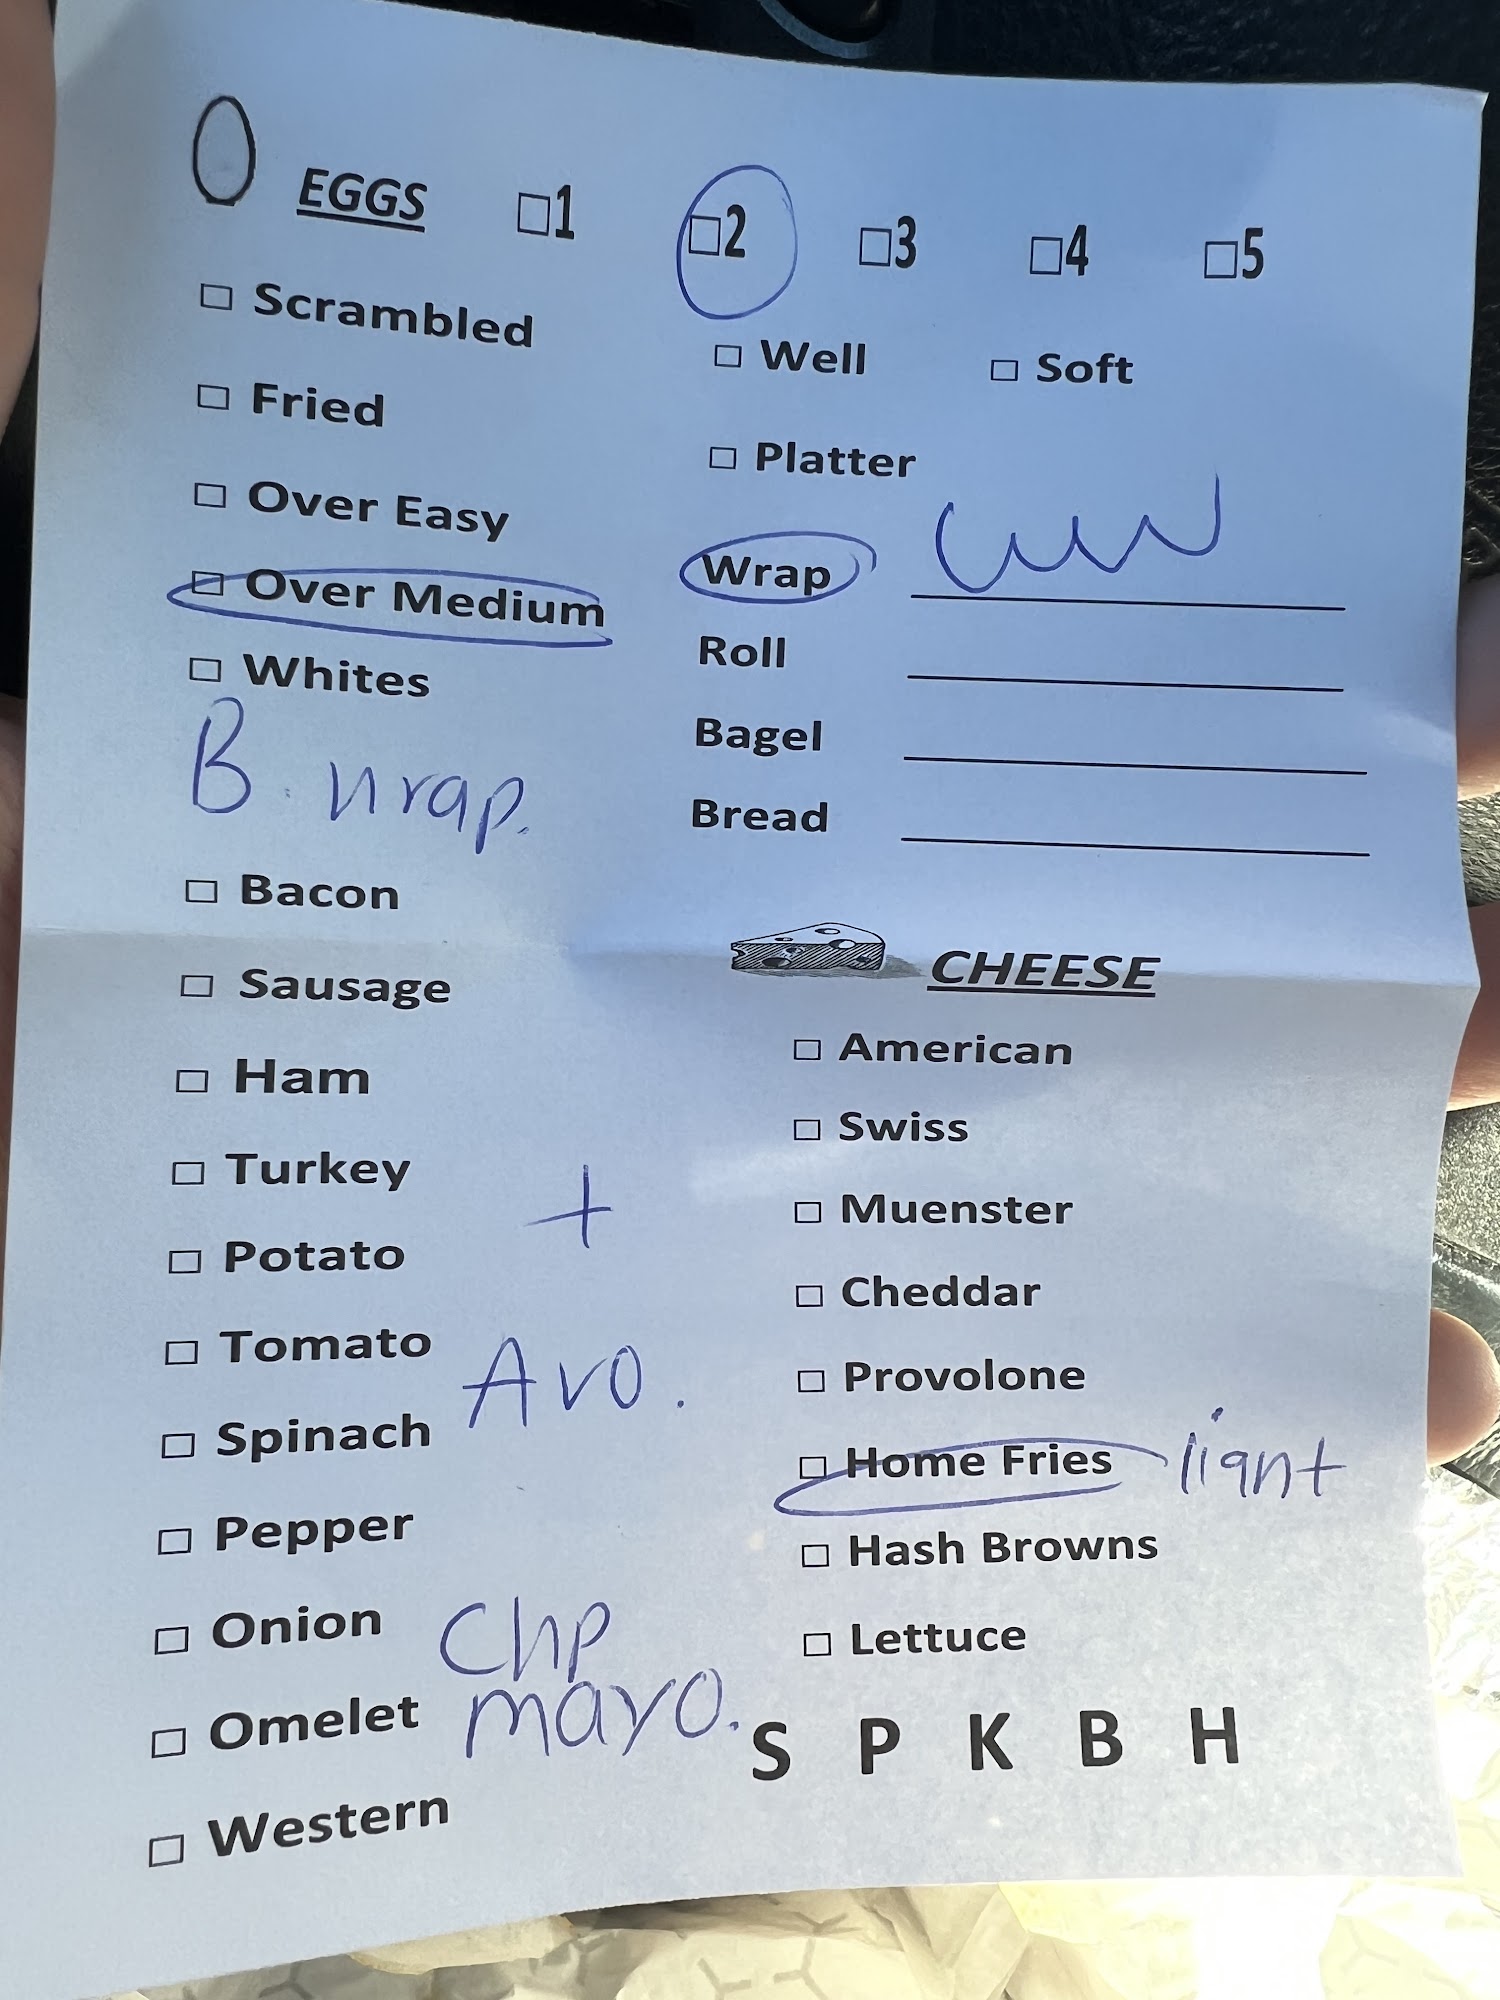 EGGS □1 □2 □3 □4 □5
□ Scrambled
□ Well □ Soft
□ Fried
□ Platter
□ Over Easy
Wrap WW
□ Over Medium
Roll
□ Whites
Bagel
B. wrap.
Bread
□ Bacon
CHEESE
□ Sausage
□ American
□ Ham
□ Swiss
□ Turkey
+
□ Muenster
□ Potato
□ Cheddar
□ Tomato
Avo.
□ Provolone
□ Spinach
□ Home Fries light
□ Pepper
□ Hash Browns
□ Onion
Chp
□ Lettuce
□ Omelet
mayo.
S P K B H
□ Western